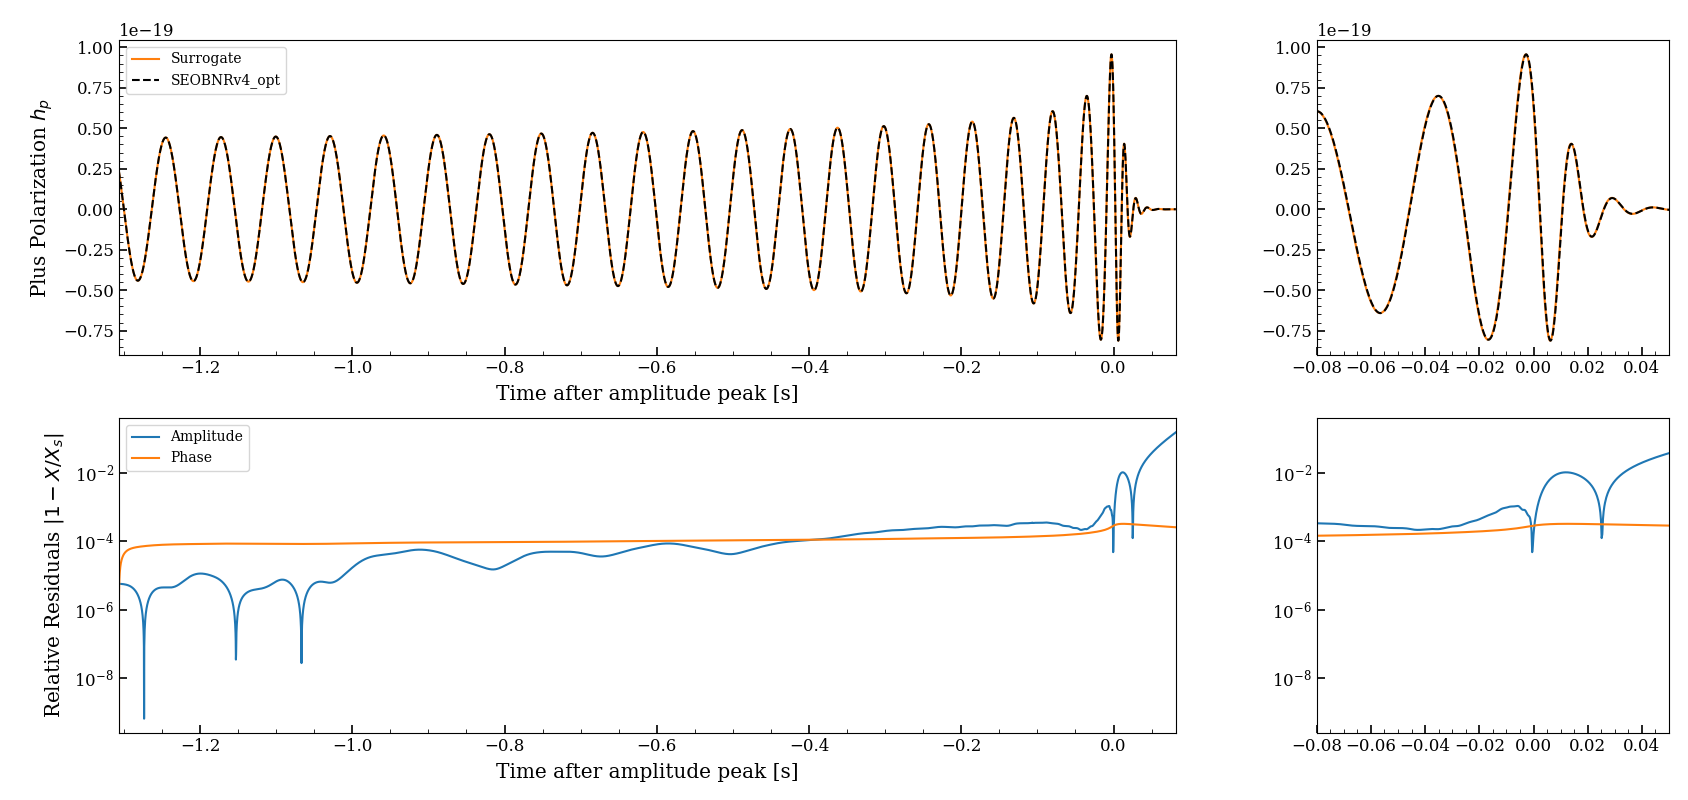 1e−19
Plus Polarization hp
1.00
0.75
0.50
0.25
0.00
−0.25
−0.50
−0.75
Surrogate
SEOBNRv4_opt
−1.2 −1.0 −0.8 −0.6 −0.4 −0.2 0.0
Time after amplitude peak [s]
1e−19
1.00
0.75
0.50
0.25
0.00
−0.25
−0.50
−0.75
−0.08 −0.06 −0.04 −0.02 0.00 0.02 0.04
Relative Residuals |1 − X/Xs|
10−2
10−4
10−6
10−8
Amplitude
Phase
−1.2 −1.0 −0.8 −0.6 −0.4 −0.2 0.0
Time after amplitude peak [s]
10−2
10−4
10−6
10−8
−0.08 −0.06 −0.04 −0.02 0.00 0.02 0.04